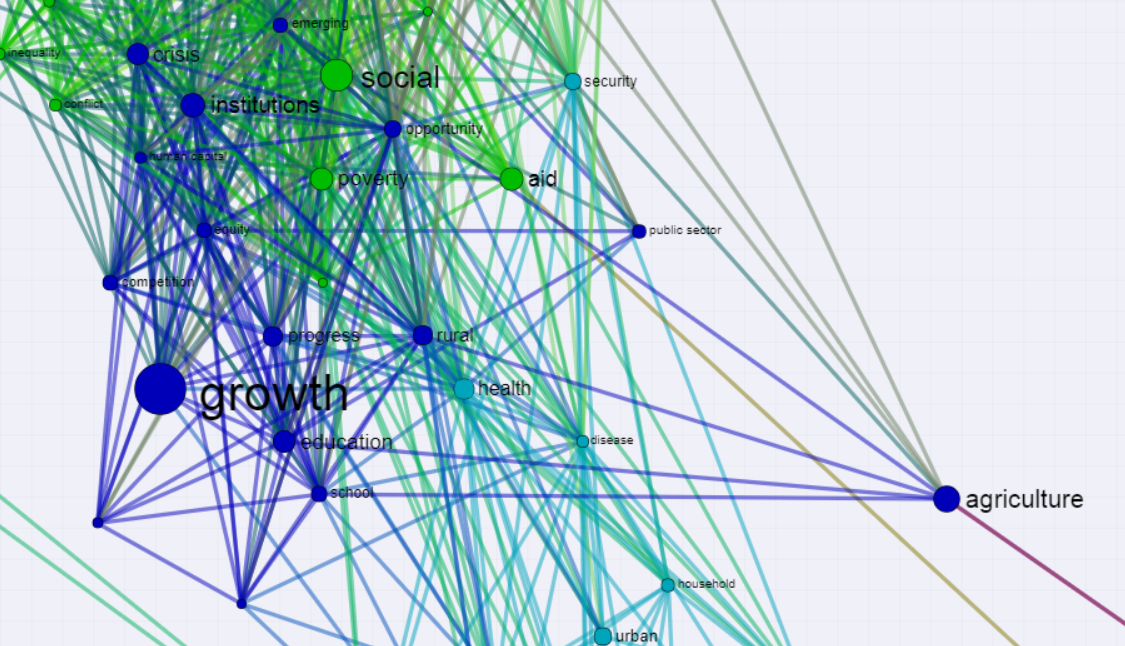 emerging
inequality
crisis
social
security
conflict
institutions
opportunity
human capital
poverty
aid
equity
public sector
competition
progress
rural
growth
health
education
disease
school
agriculture
household
urban